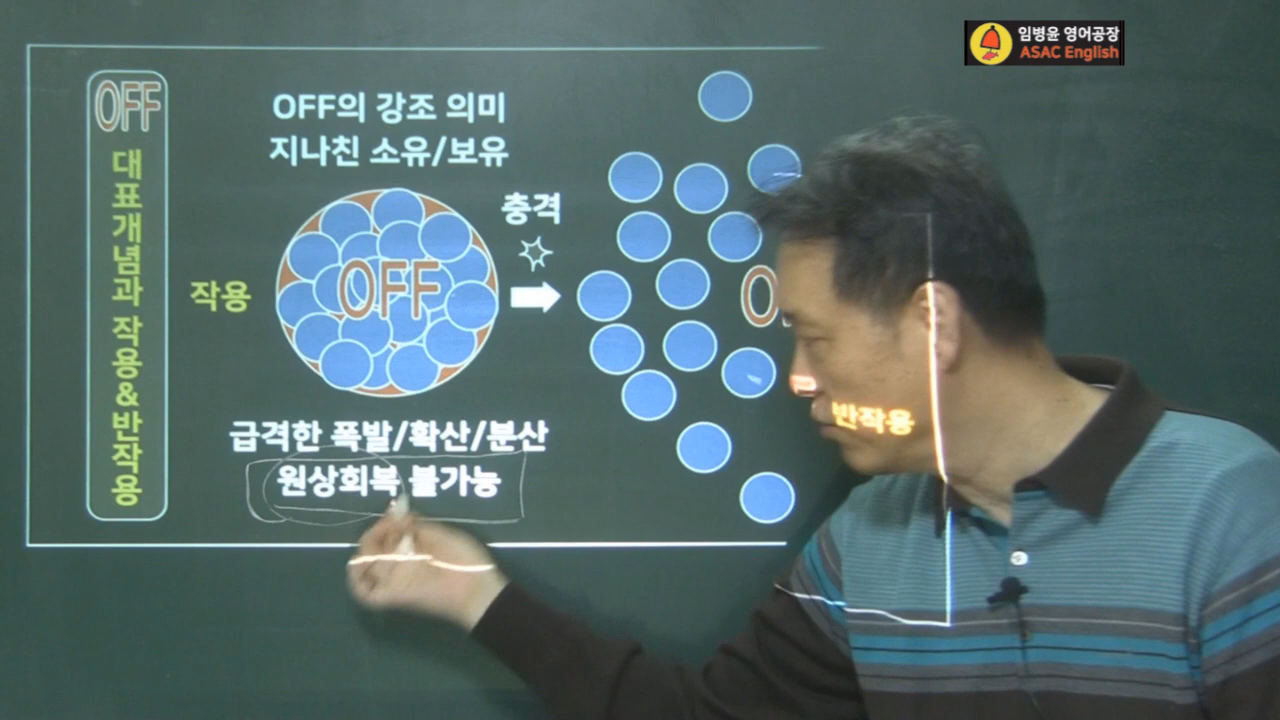 임병윤 영어공장
ASAC English
OFF
대표개념과 작용&반작용
OFF의 강조 의미
지나친 소유/보유
충격
작용
OFF
반작용
급격한 폭발/확산/분산
원상회복 불가능